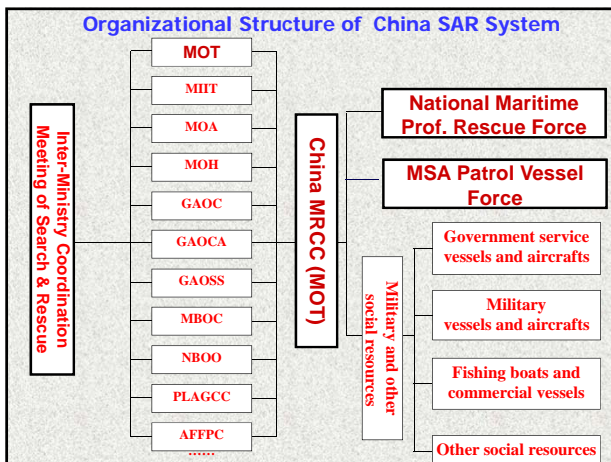 Organizational Structure of China SAR System
Inter-Ministry Coordination
Meeting of Search & Rescue
MOT
MIIT
MOA
MOH
GAOC
GAOCA
GAOSS
MBOC
NBOO
PLAGCC
AFFPC
......
China MRCC (MOT)
National Maritime
Prof. Rescue Force
MSA Patrol Vessel
Force
Military and other
social resources
Government service
vessels and aircrafts
Military
vessels and aircrafts
Fishing boats and
commercial vessels
Other social resources